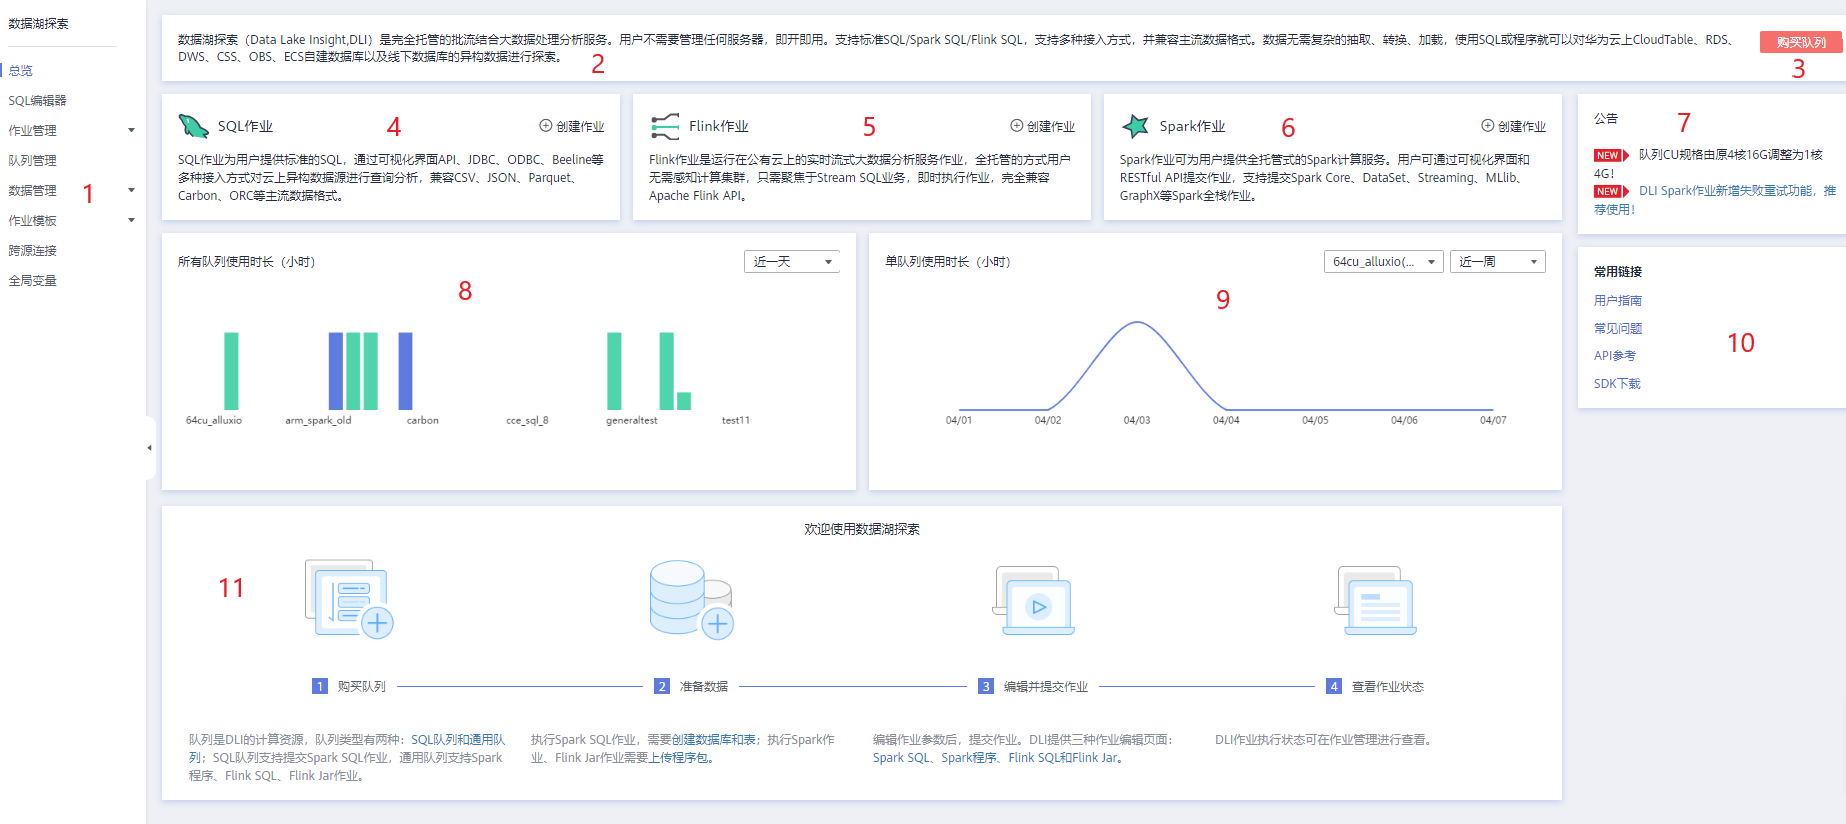 数据湖探索
总览
SQL编辑器
作业管理
队列管理
数据管理
1
作业模板
跨源连接
全局变量
数据湖探索（Data Lake Insight,DLI）是完全托管的批流结合大数据处理分析服务。用户不需要管理任何服务器，即开即用。支持标准SQL/Spark SQL/Flink SQL，支持多种接入方式，并兼容主流数据格式。数据无需复杂的抽取、转换、加载，使用SQL或程序就可以对华为云上CloudTable、RDS、
DWS、CSS、OBS、ECS自建数据库以及线下数据库的异构数据进行探索。
2
购买队列
3
SQL作业
4
创建作业
SQL作业为用户提供标准的SQL，通过可视化界面API、JDBC、ODBC、Beeline等
多种接入方式对云上异构数据源进行查询分析，兼容CSV、JSON、Parquet、
Carbon、ORC等主流数据格式。
Flink作业
5
创建作业
Flink作业是运行在公有云上的实时流式大数据分析服务作业，全托管的方式用户
无需感知计算集群，只需聚焦于Stream SQL业务，即时执行作业，完全兼容
Apache Flink API。
Spark作业
6
创建作业
Spark作业可为用户提供全托管式的Spark计算服务。用户可通过可视化界面和
RESTful API提交作业，支持提交Spark Core、DataSet、Streaming、MLlib、
GraphX等Spark全栈作业。
公告
7
NEW 队列CU规格由原4核16G调整为1核
4G！
NEW DLI Spark作业新增失败重试功能，推
荐使用！
所有队列使用时长（小时）
近一天
8
64cu_alluxio arm_spark_old carbon cce_sql_8 generaltest test11
单队列使用时长（小时）
64cu_alluxio(... 近一周
9
04/01 04/02 04/03 04/04 04/05 04/06 04/07
常用链接
用户指南
常见问题
10
API参考
SDK下载
欢迎使用数据湖探索
11
1 购买队列
2 准备数据
3 编辑并提交作业
4 查看作业状态
队列是DLI的计算资源，队列类型有两种：SQL队列和通用队
列；SQL队列支持提交Spark SQL作业，通用队列支持Spark
程序、Flink SQL、Flink Jar作业。
执行Spark SQL作业，需要创建数据库和表；执行Spark作
业、Flink Jar作业需要上传程序包。
编辑作业参数后，提交作业。DLI提供三种作业编辑页面：
Spark SQL、Spark程序、Flink SQL和Flink Jar。
DLI作业执行状态可在作业管理进行查看。